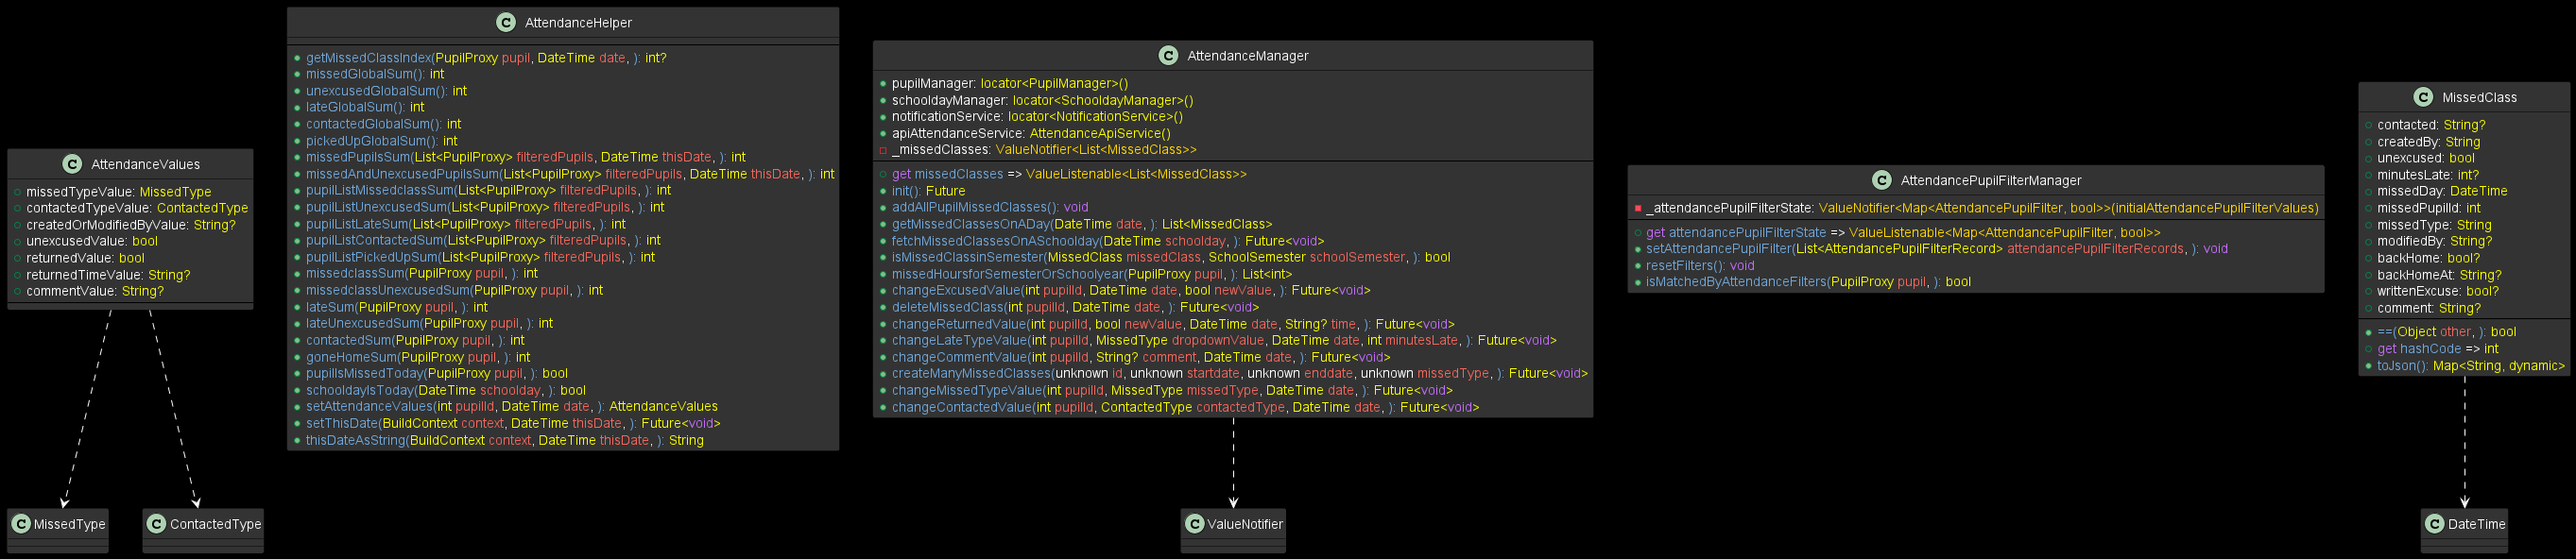 C AttendanceValues
missedTypeValue: MissedType
contactedTypeValue: ContactedType
createdOrModifiedByValue: String?
unexcusedValue: bool
returnedValue: bool
returnedTimeValue: String?
commentValue: String?
C AttendanceHelper
getMissedClassIndex(PupilProxy pupil, DateTime date, ): int?
missedGlobalSum(): int
unexcusedGlobalSum(): int
lateGlobalSum(): int
contactedGlobalSum(): int
pickedUpGlobalSum(): int
missedPupilsSum(List<PupilProxy> filteredPupils, DateTime thisDate, ): int
missedAndUnexcusedPupilsSum(List<PupilProxy> filteredPupils, DateTime thisDate, ): int
pupilListMissedclassSum(List<PupilProxy> filteredPupils, ): int
pupilListUnexcusedSum(List<PupilProxy> filteredPupils, ): int
pupilListLateSum(List<PupilProxy> filteredPupils, ): int
pupilListContactedSum(List<PupilProxy> filteredPupils, ): int
pupilListPickedUpSum(List<PupilProxy> filteredPupils, ): int
missedclassSum(PupilProxy pupil, ): int
missedclassUnexcusedSum(PupilProxy pupil, ): int
lateSum(PupilProxy pupil, ): int
lateUnexcusedSum(PupilProxy pupil, ): int
contactedSum(PupilProxy pupil, ): int
goneHomeSum(PupilProxy pupil, ): int
pupilIsMissedToday(PupilProxy pupil, ): bool
schooldayIsToday(DateTime schoolday, ): bool
setAttendanceValues(int pupilId, DateTime date, ): AttendanceValues
setThisDate(BuildContext context, DateTime thisDate, ): Future<void>
thisDateAsString(BuildContext context, DateTime thisDate, ): String
C AttendanceManager
pupilManager: locator<PupilManager>()
schooldayManager: locator<SchooldayManager>()
notificationService: locator<NotificationService>()
apiAttendanceService: AttendanceApiService()
_missedClasses: ValueNotifier<List<MissedClass>>
get missedClasses => ValueListenable<List<MissedClass>>
init(): Future
addAllPupilMissedClasses(): void
getMissedClassesOnADay(DateTime date, ): List<MissedClass>
fetchMissedClassesOnASchoolday(DateTime schoolday, ): Future<void>
isMissedClassinSemester(MissedClass missedClass, SchoolSemester schoolSemester, ): bool
missedHoursforSemesterOrSchoolyear(PupilProxy pupil, ): List<int>
changeExcusedValue(int pupilId, DateTime date, bool newValue, ): Future<void>
deleteMissedClass(int pupilId, DateTime date, ): Future<void>
changeReturnedValue(int pupilId, bool newValue, DateTime date, String? time, ): Future<void>
changeLateTypeValue(int pupilId, MissedType dropdownValue, DateTime date, int minutesLate, ): Future<void>
changeCommentValue(int pupilId, String? comment, DateTime date, ): Future<void>
createManyMissedClasses(unknown id, unknown startdate, unknown enddate, unknown missedType, ): Future<void>
changeMissedTypeValue(int pupilId, MissedType missedType, DateTime date, ): Future<void>
changeContactedValue(int pupilId, ContactedType contactedType, DateTime date, ): Future<void>
C AttendancePupilFilterManager
_attendancePupilFilterState: ValueNotifier<Map<AttendancePupilFilter, bool>>(initialAttendancePupilFilterValues)
get attendancePupilFilterState => ValueListenable<Map<AttendancePupilFilter, bool>>
setAttendancePupilFilter(List<AttendancePupilFilterRecord> attendancePupilFilterRecords, ): void
resetFilters(): void
isMatchedByAttendanceFilters(PupilProxy pupil, ): bool
C MissedClass
contacted: String?
createdBy: String
unexcused: bool
minutesLate: int?
missedDay: DateTime
missedPupilId: int
missedType: String
modifiedBy: String?
backHome: bool?
backHomeAt: String?
writtenExcuse: bool?
comment: String?
==(Object other, ): bool
get hashCode => int
toJson(): Map<String, dynamic>
C MissedType
C ContactedType
C ValueNotifier
C DateTime